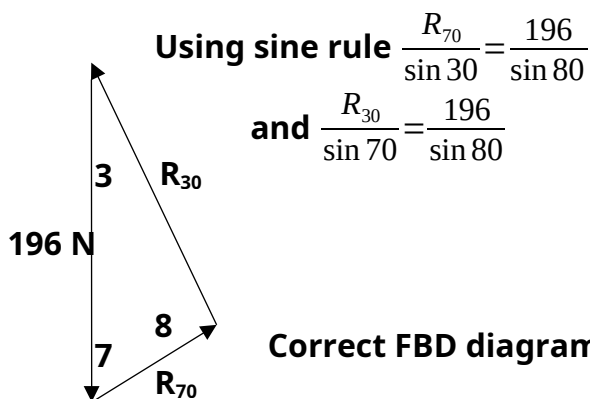 Using sine rule R₇₀/sin 30 = 196/sin 80
and R₃₀/sin 70 = 196/sin 80
3
R₃₀
196 N
8
7
R₇₀
Correct FBD diagram